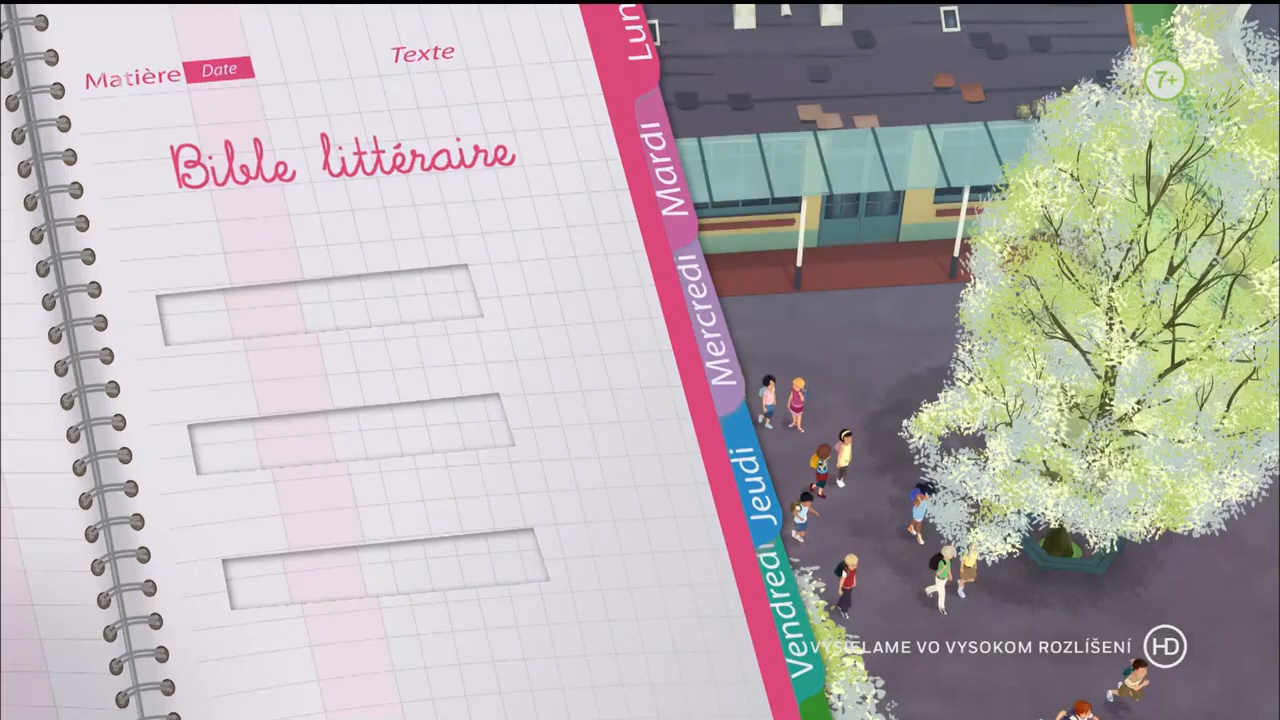 Matière
Date
Texte
Bible littéraire
Lun
Mardi
Mercredi
Jeudi
Vendredi
7+
VYSIELAME VO VYSOKOM ROZLÍŠENÍ HD